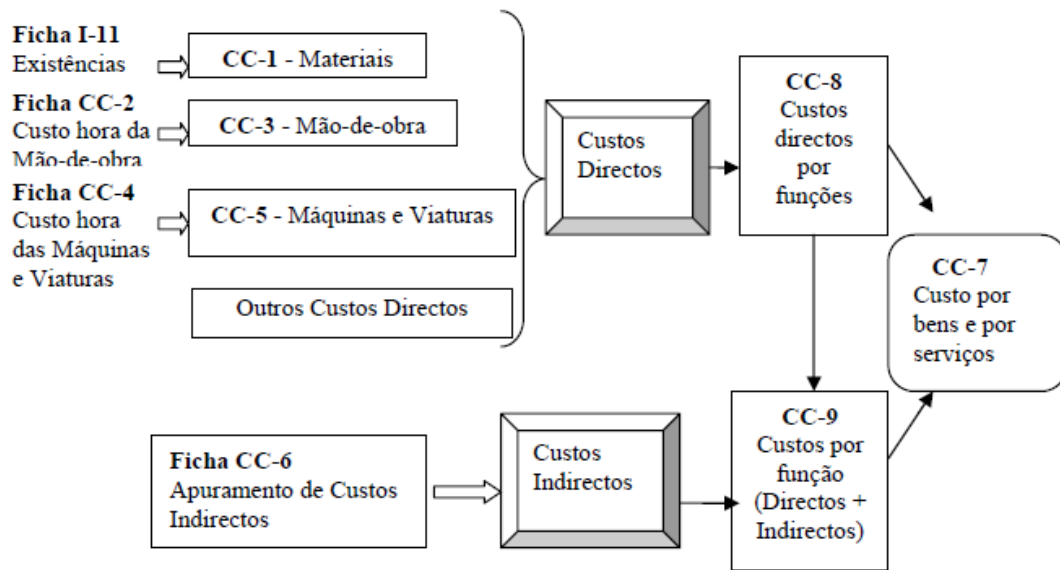 Ficha I-11
Existências
CC-1 - Materiais
Ficha CC-2
Custo hora da
Mão-de-obra
CC-3 - Mão-de-obra
Ficha CC-4
Custo hora
das Máquinas
e Viaturas
CC-5 - Máquinas e Viaturas
Outros Custos Directos
Custos
Directos
CC-8
Custos
directos
por
funções
CC-7
Custo por
bens e por
serviços
Ficha CC-6
Apuramento de Custos
Indirectos
Custos
Indirectos
CC-9
Custos por
função
(Directos +
Indirectos)